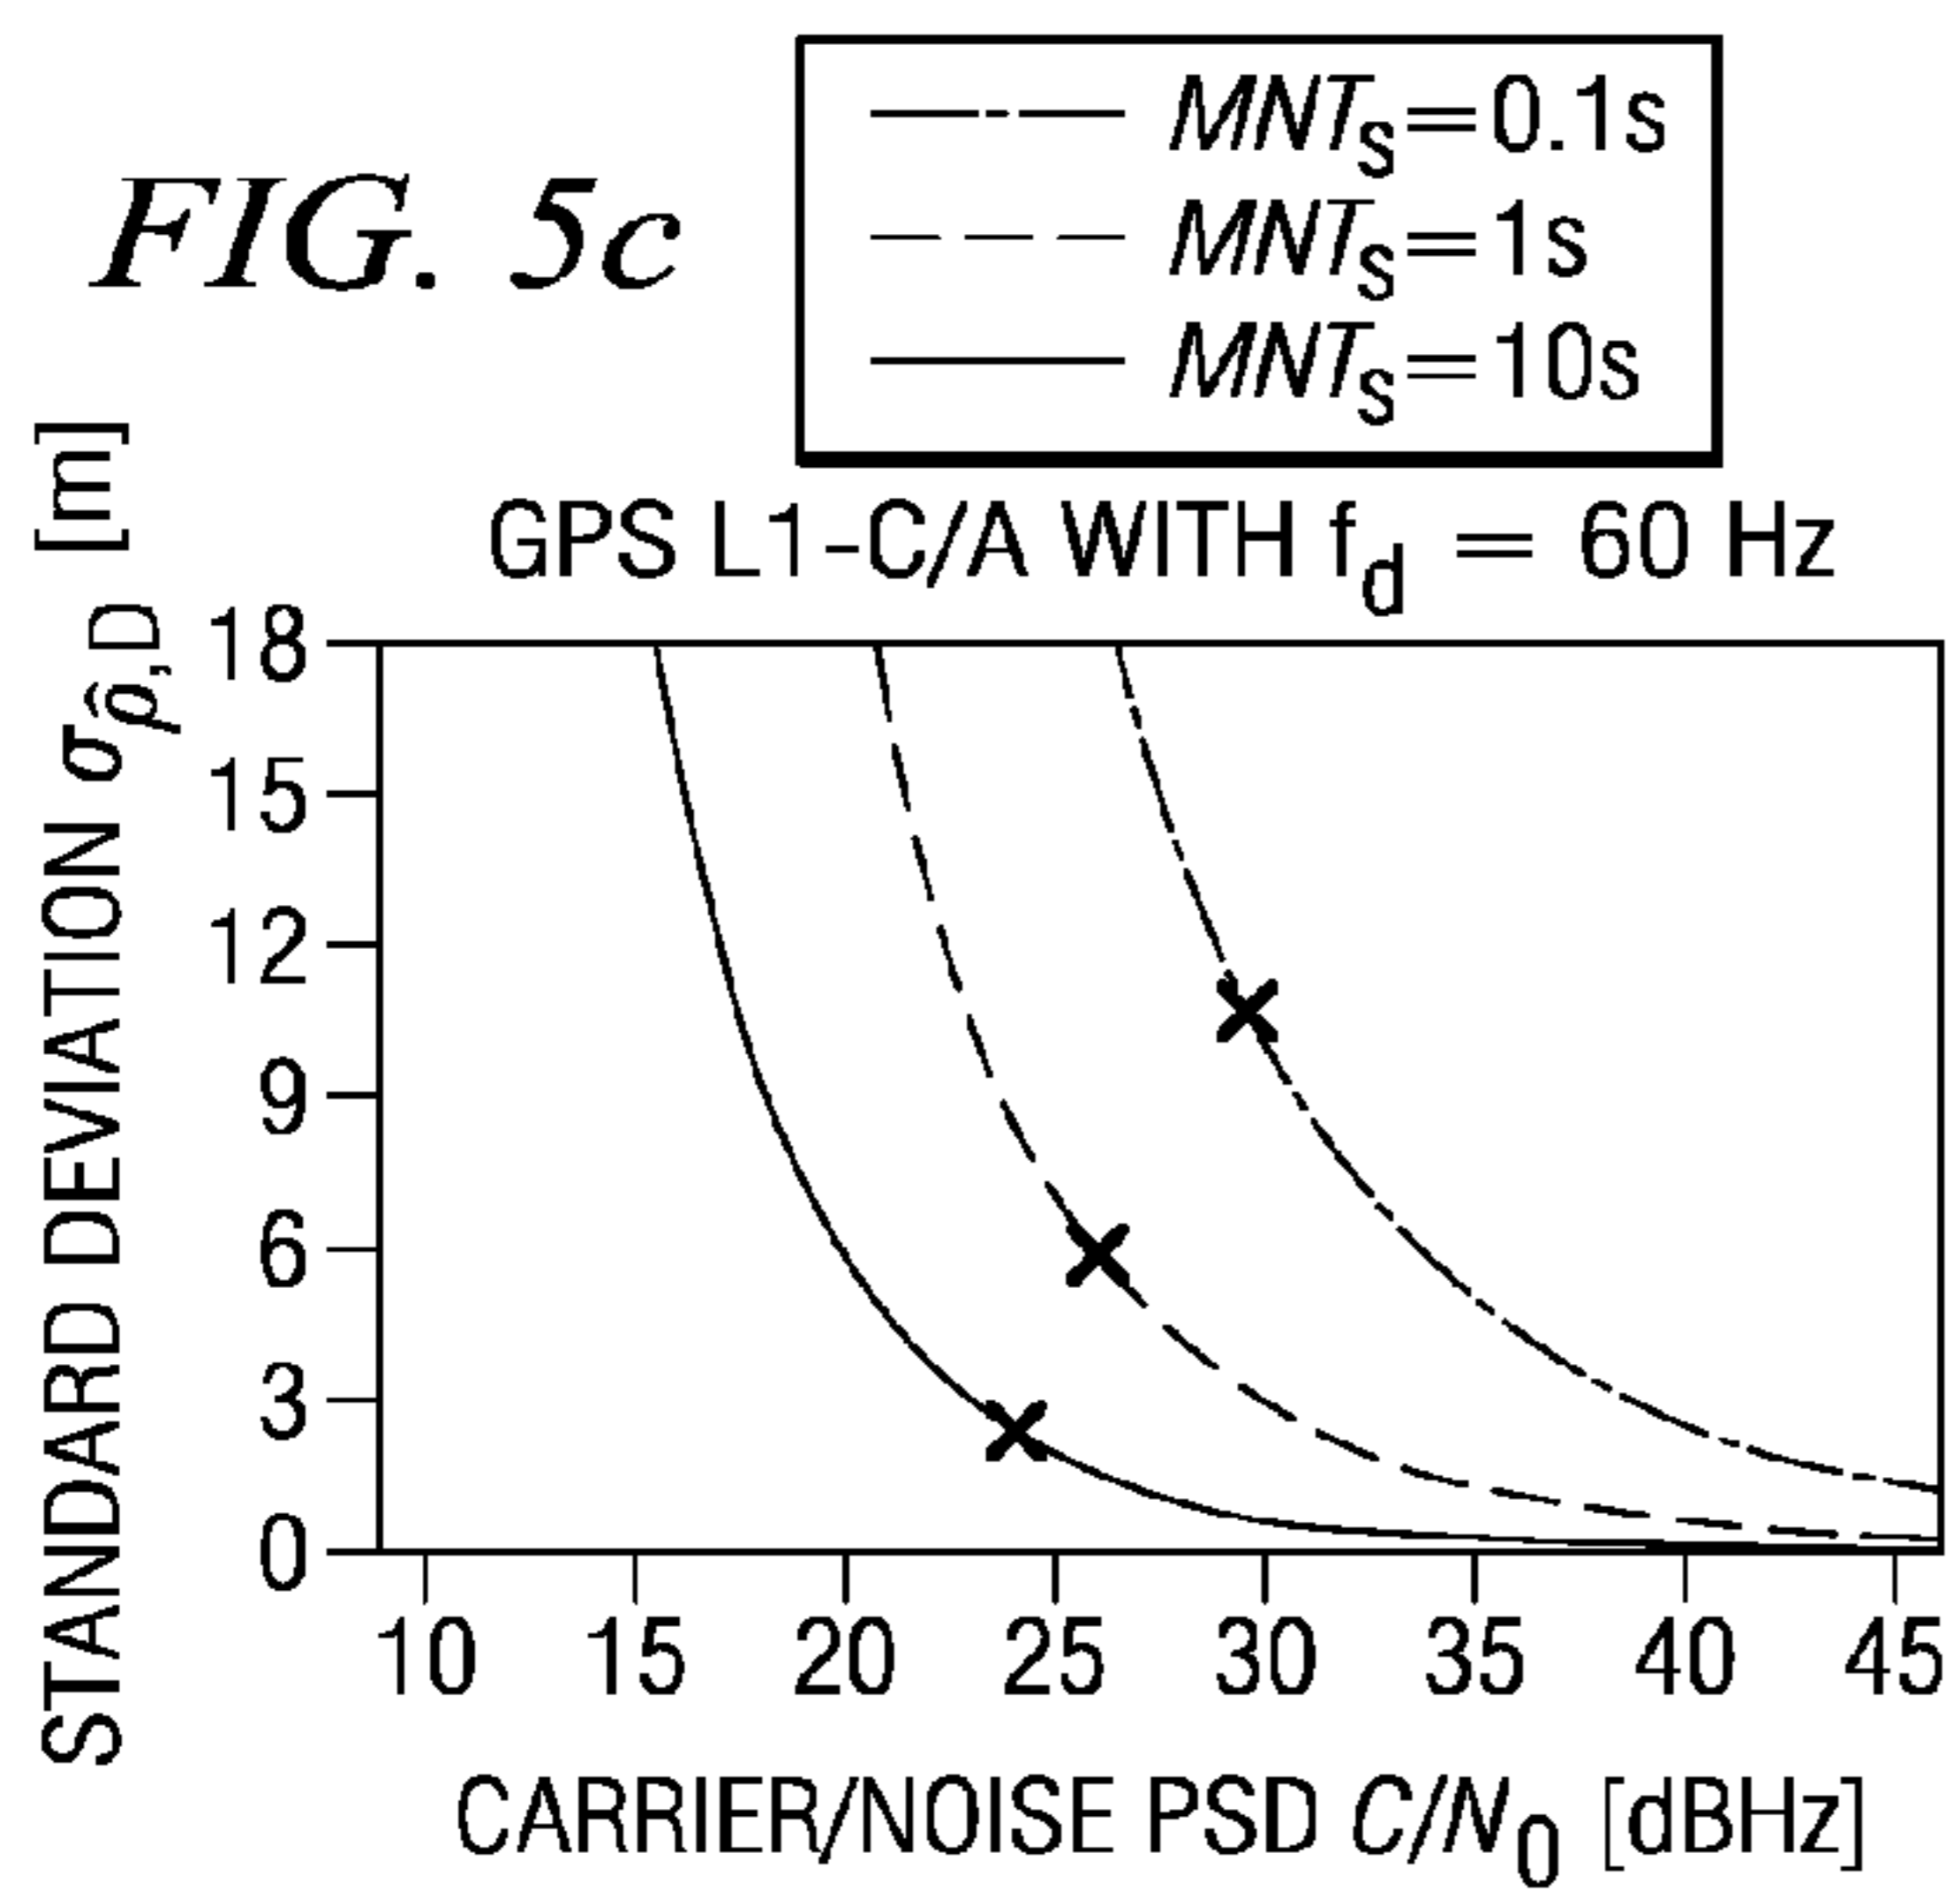 FIG. 5c
MNTS=0.1s
MNTS=1s
MNTS=10s
GPS L1-C/A WITH fd = 60 Hz
STANDARD DEVIATION σρ̂,D [m]
18
15
12
9
6
3
0
10 15 20 25 30 35 40 45
CARRIER/NOISE PSD C/N0 [dBHz]